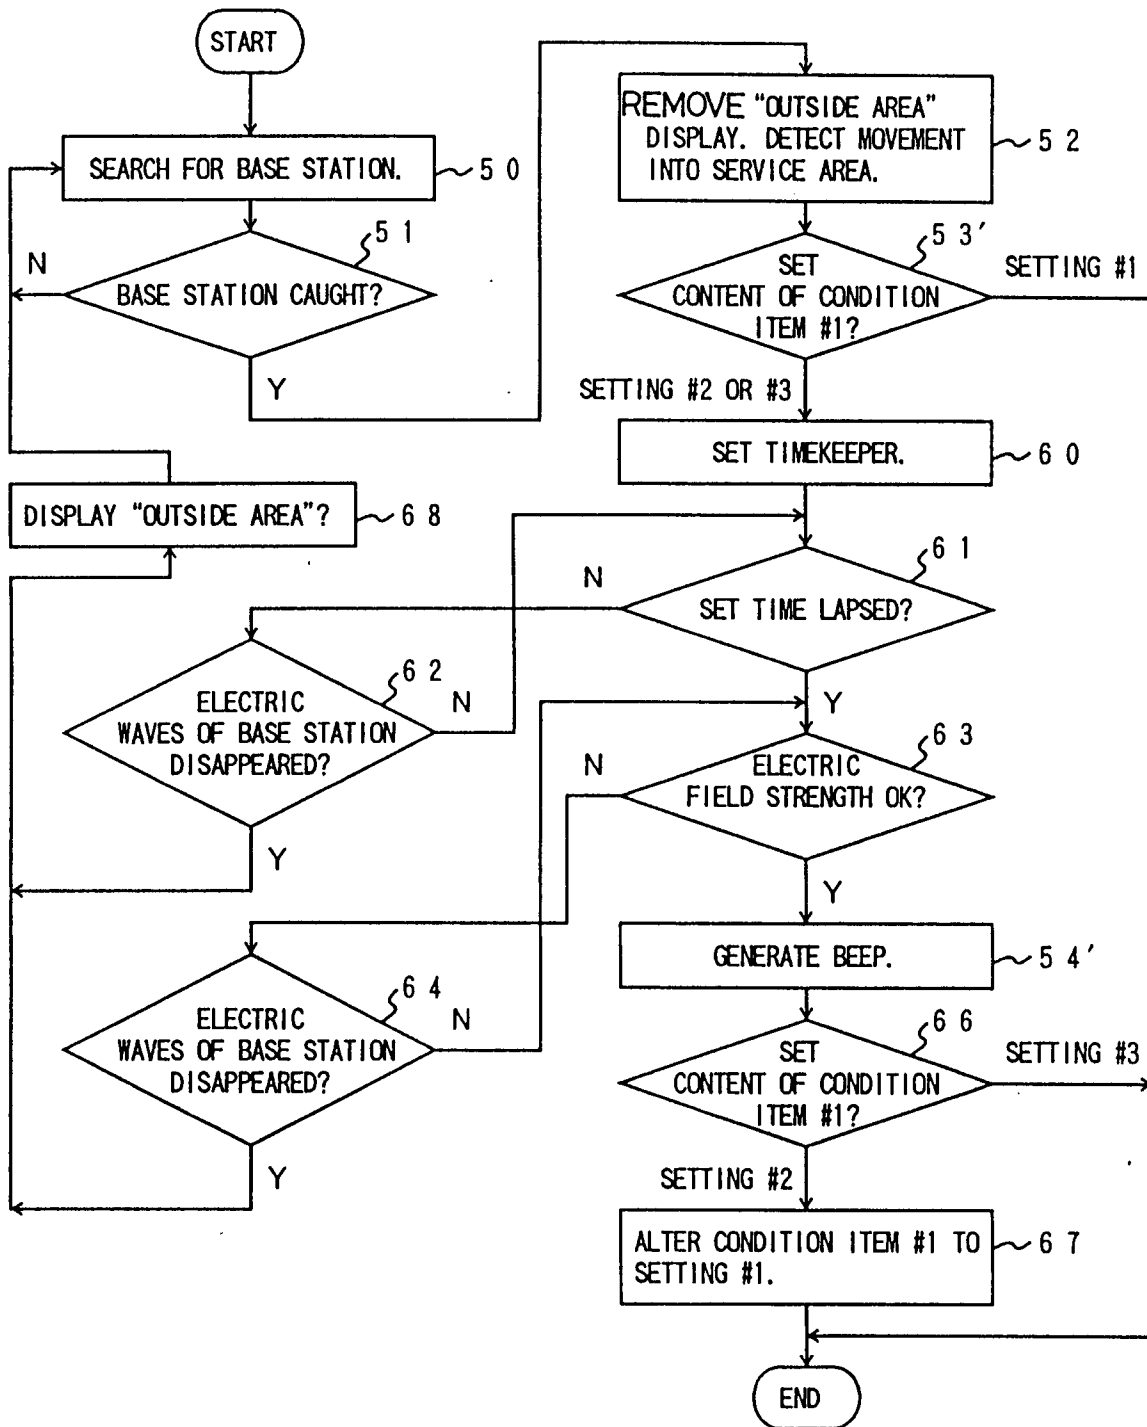 START
SEARCH FOR BASE STATION.
50
51
N
BASE STATION CAUGHT?
Y
REMOVE "OUTSIDE AREA"
DISPLAY. DETECT MOVEMENT
INTO SERVICE AREA.
52
53'
SET
CONTENT OF CONDITION
ITEM #1?
SETTING #1
SETTING #2 OR #3
SET TIMEKEEPER.
60
DISPLAY "OUTSIDE AREA"?
68
61
N
SET TIME LAPSED?
Y
62
ELECTRIC
WAVES OF BASE STATION
DISAPPEARED?
N
Y
63
N
ELECTRIC
FIELD STRENGTH OK?
Y
64
ELECTRIC
WAVES OF BASE STATION
DISAPPEARED?
N
Y
GENERATE BEEP.
54'
66
SET
CONTENT OF CONDITION
ITEM #1?
SETTING #3
SETTING #2
ALTER CONDITION ITEM #1 TO
SETTING #1.
67
END